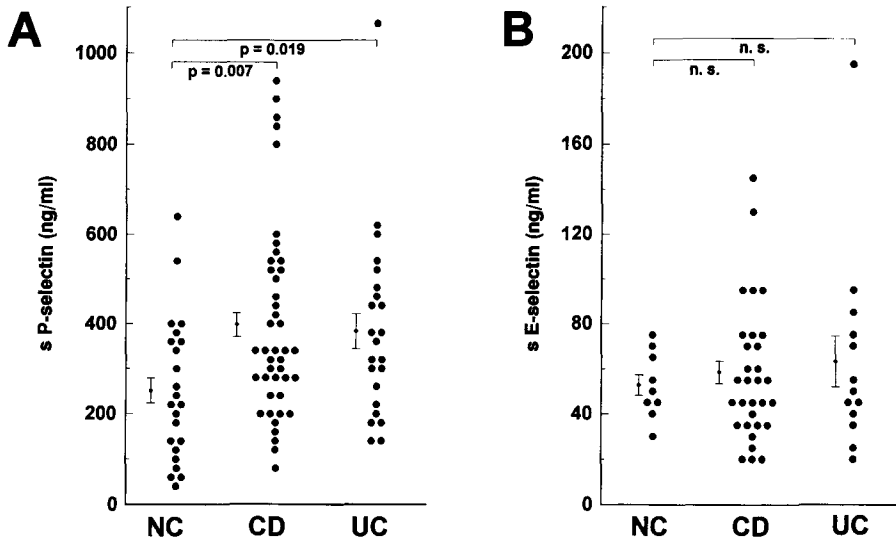 A
s P-selectin (ng/ml)
1000
800
600
400
200
0
p = 0.019
p = 0.007
NC CD UC
B
s E-selectin (ng/ml)
200
160
120
80
40
0
n. s.
n. s.
NC CD UC